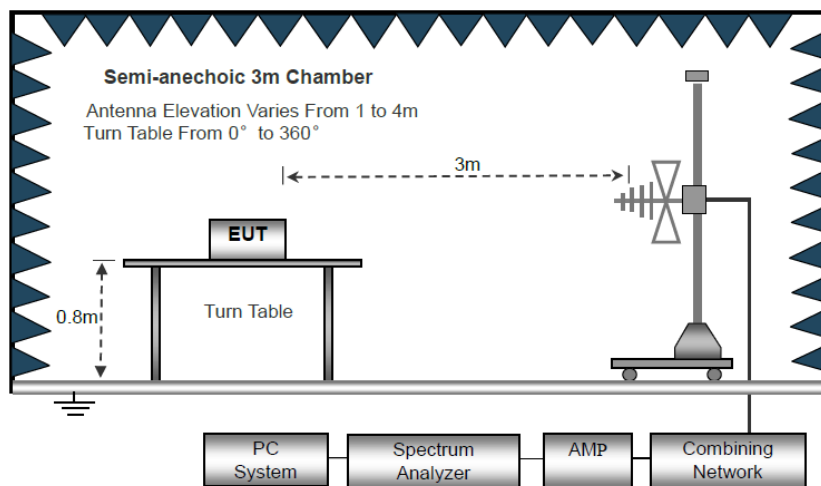 Semi-anechoic 3m Chamber
Antenna Elevation Varies From 1 to 4m
Turn Table From 0° to 360°
3m
EUT
0.8m
Turn Table
PC
System
Spectrum
Analyzer
AMP
Combining
Network